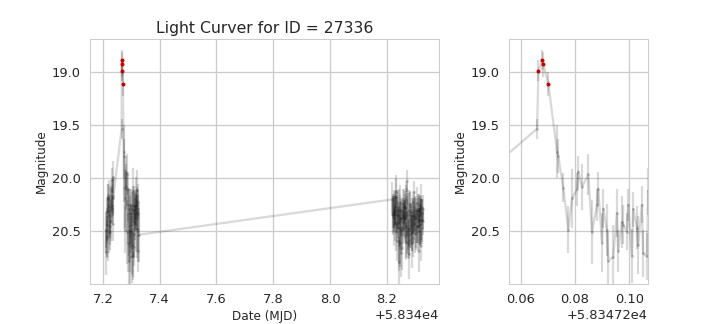 Light Curver for ID = 27336
Magnitude
19.0
19.5
20.0
20.5
7.2 7.4 7.6 7.8 8.0 8.2
Date (MJD)
+5.834e4
Magnitude
19.0
19.5
20.0
20.5
0.06 0.08 0.10
+5.83472e4